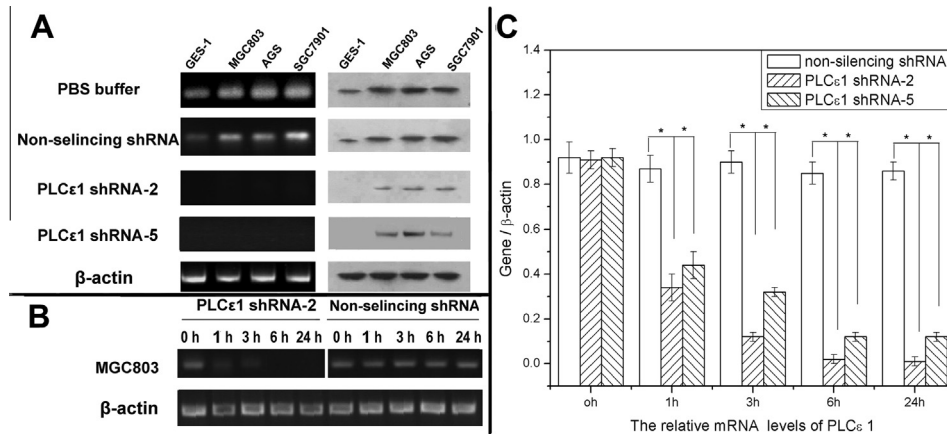 A
GES-1 MGC803 AGS SGC7901 GES-1 MGC803 AGS SGC7901
PBS buffer
Non-selincing shRNA
PLCε1 shRNA-2
PLCε1 shRNA-5
β-actin
B
PLCε1 shRNA-2 Non-selincing shRNA
0 h 1 h 3 h 6 h 24 h 0 h 1 h 3 h 6 h 24 h
MGC803
β-actin
C
non-silencing shRNA
PLCε1 shRNA-2
PLCε1 shRNA-5
* * * * * * * *
Gene / β-actin
1.4
1.2
1.0
0.8
0.6
0.4
0.2
0.0
oh 1h 3h 6h 24h
The relative mRNA levels of PLCε 1